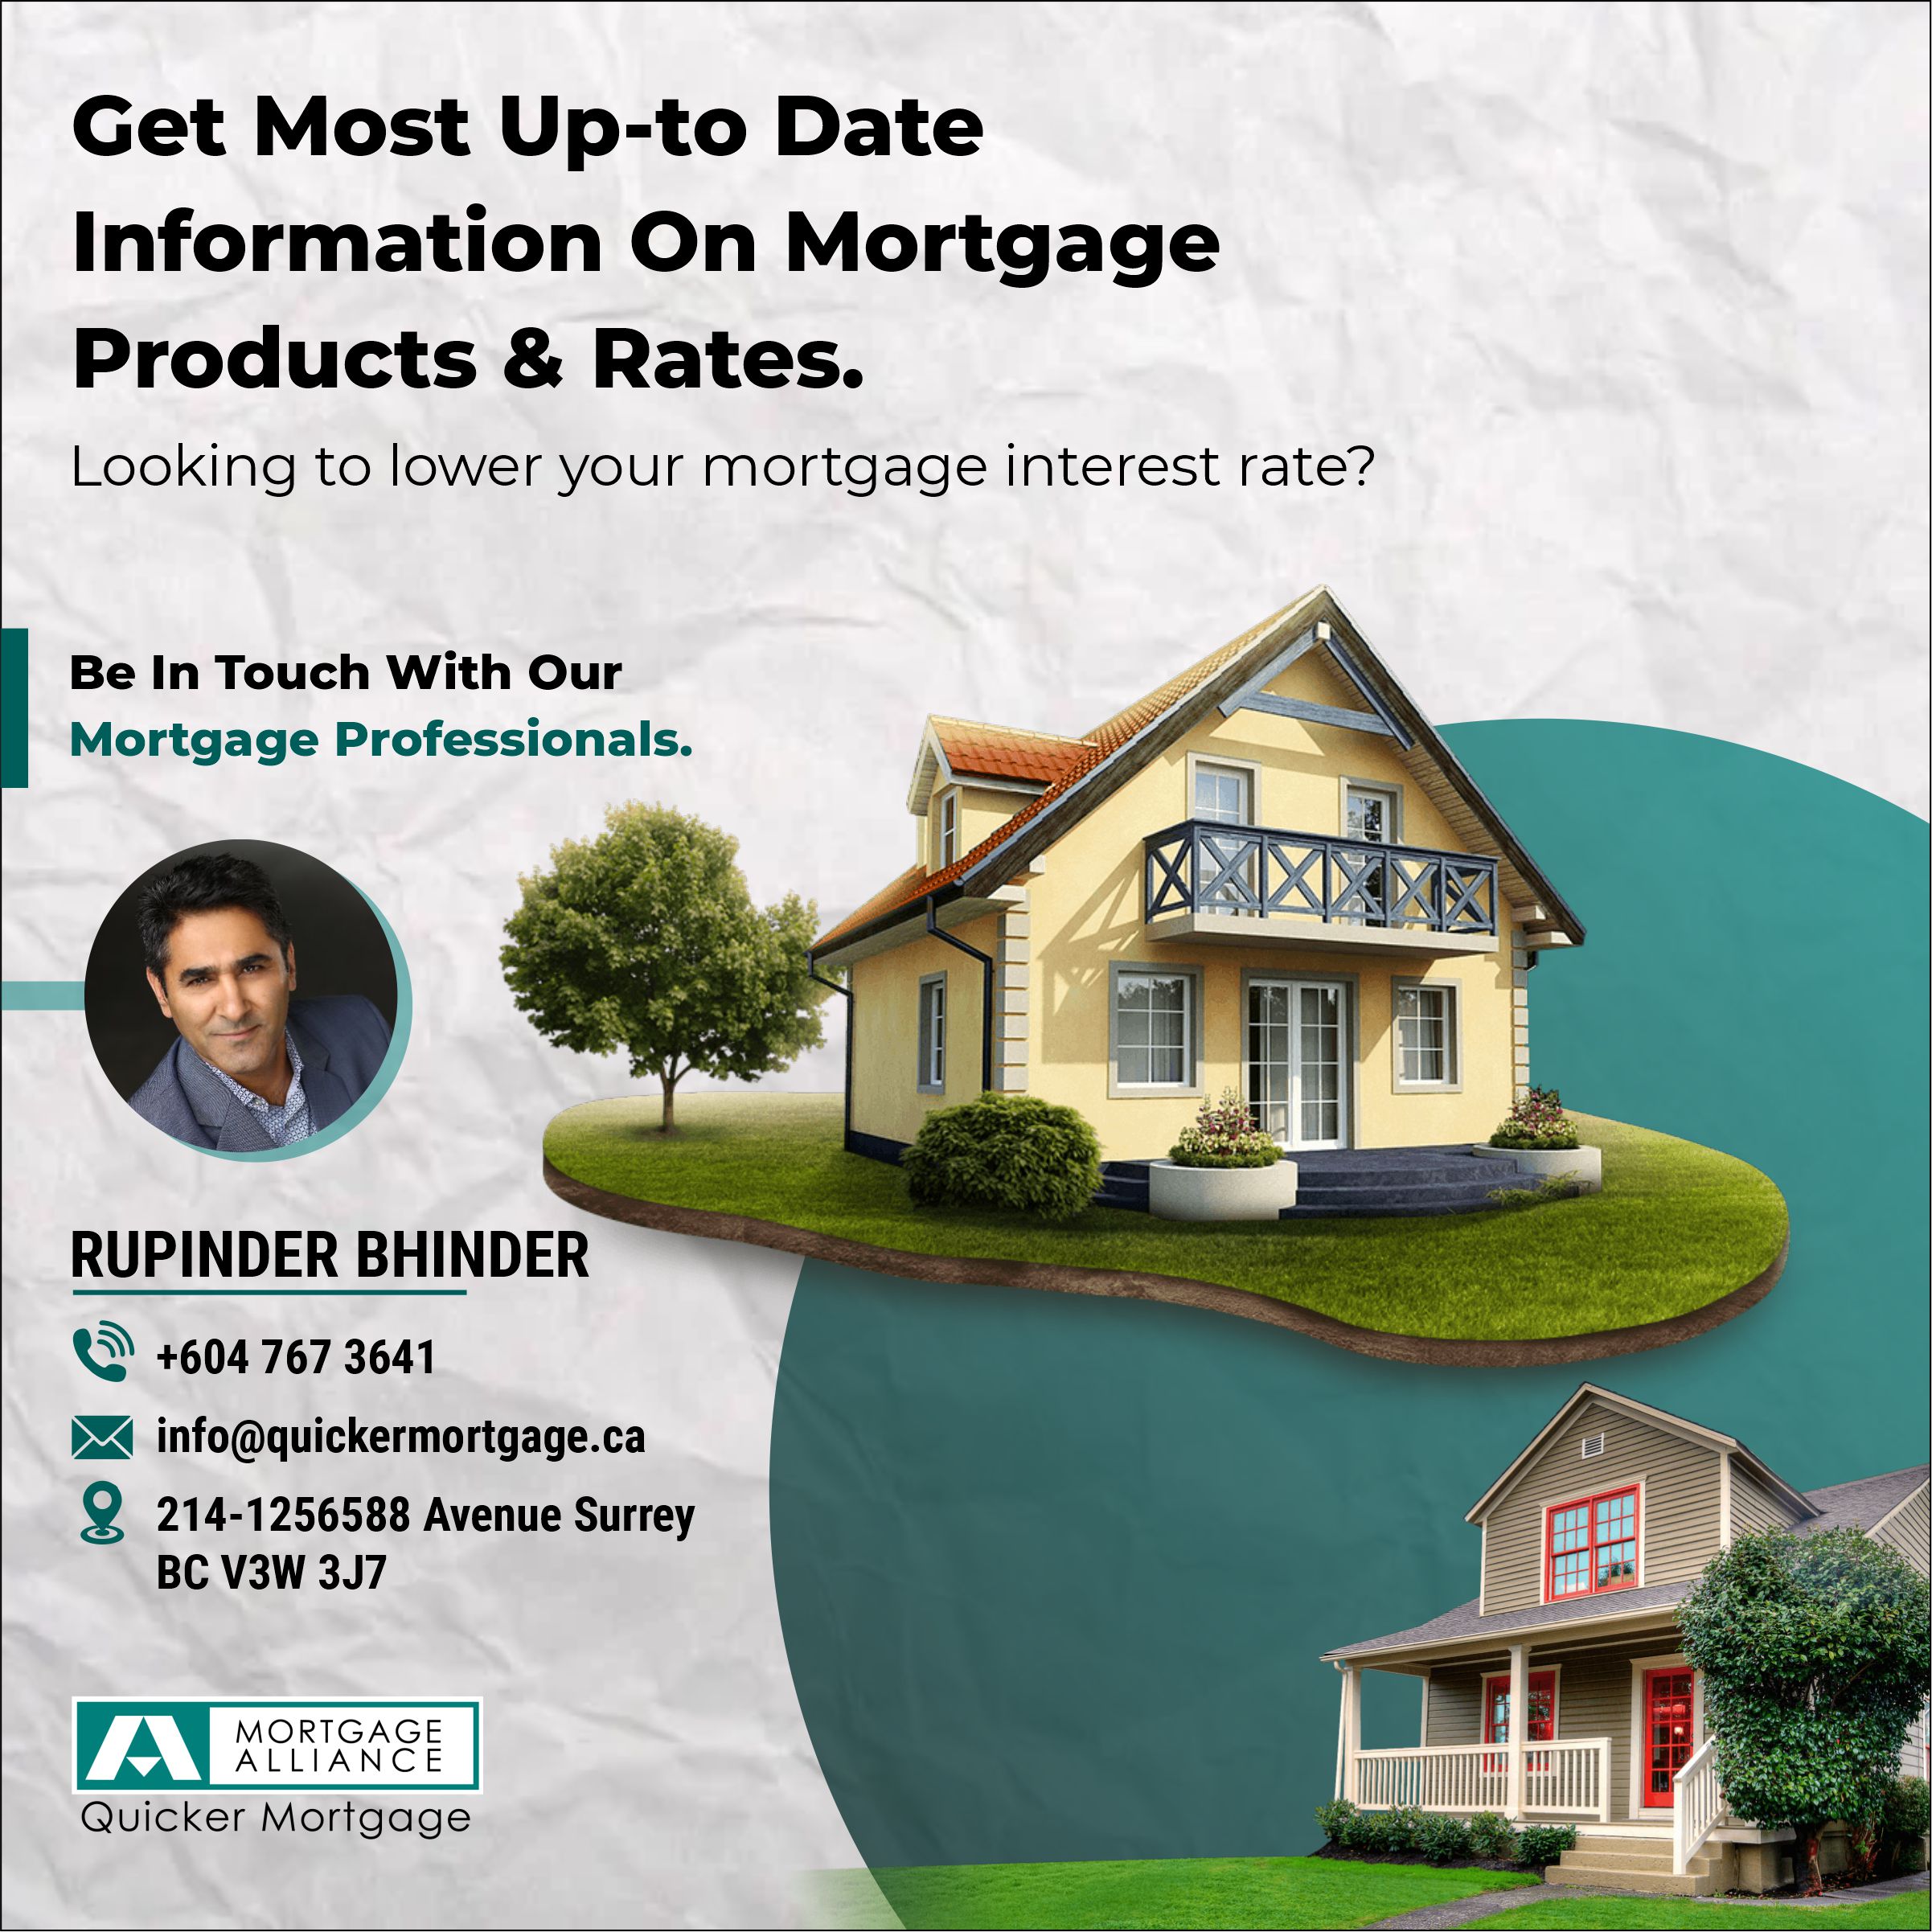 Get Most Up-to Date
Information On Mortgage
Products & Rates.
Looking to lower your mortgage interest rate?
Be In Touch With Our
Mortgage Professionals.
RUPINDER BHINDER
+604 767 3641
info@quickermortgage.ca
214-1256588 Avenue Surrey
BC V3W 3J7
MORTGAGE
ALLIANCE
Quicker Mortgage